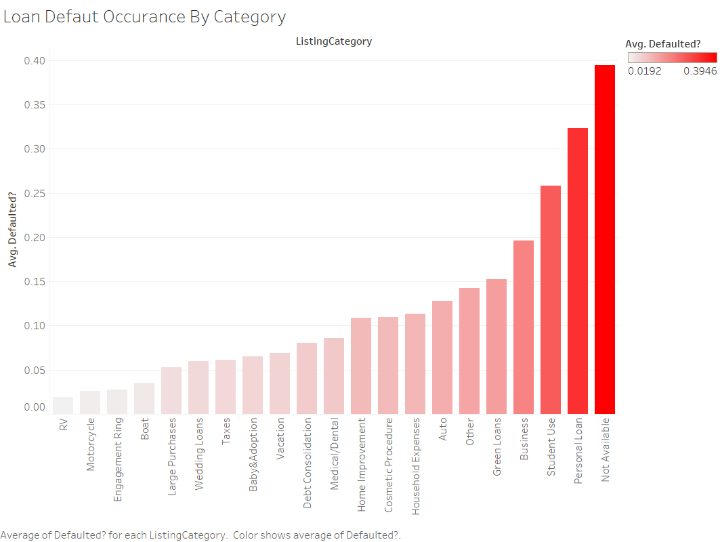 Loan Defaut Occurance By Category
ListingCategory
Avg. Defaulted?
0.0192 0.3946
Avg. Defaulted?
0.40
0.35
0.30
0.25
0.20
0.15
0.10
0.05
0.00
RV
Motorcycle
Engagement Ring
Boat
Large Purchases
Wedding Loans
Taxes
Baby&Adoption
Vacation
Debt Consolidation
Medical/Dental
Home Improvement
Cosmetic Procedure
Household Expenses
Auto
Other
Green Loans
Business
Student Use
Personal Loan
Not Available
Average of Defaulted? for each ListingCategory. Color shows average of Defaulted?.